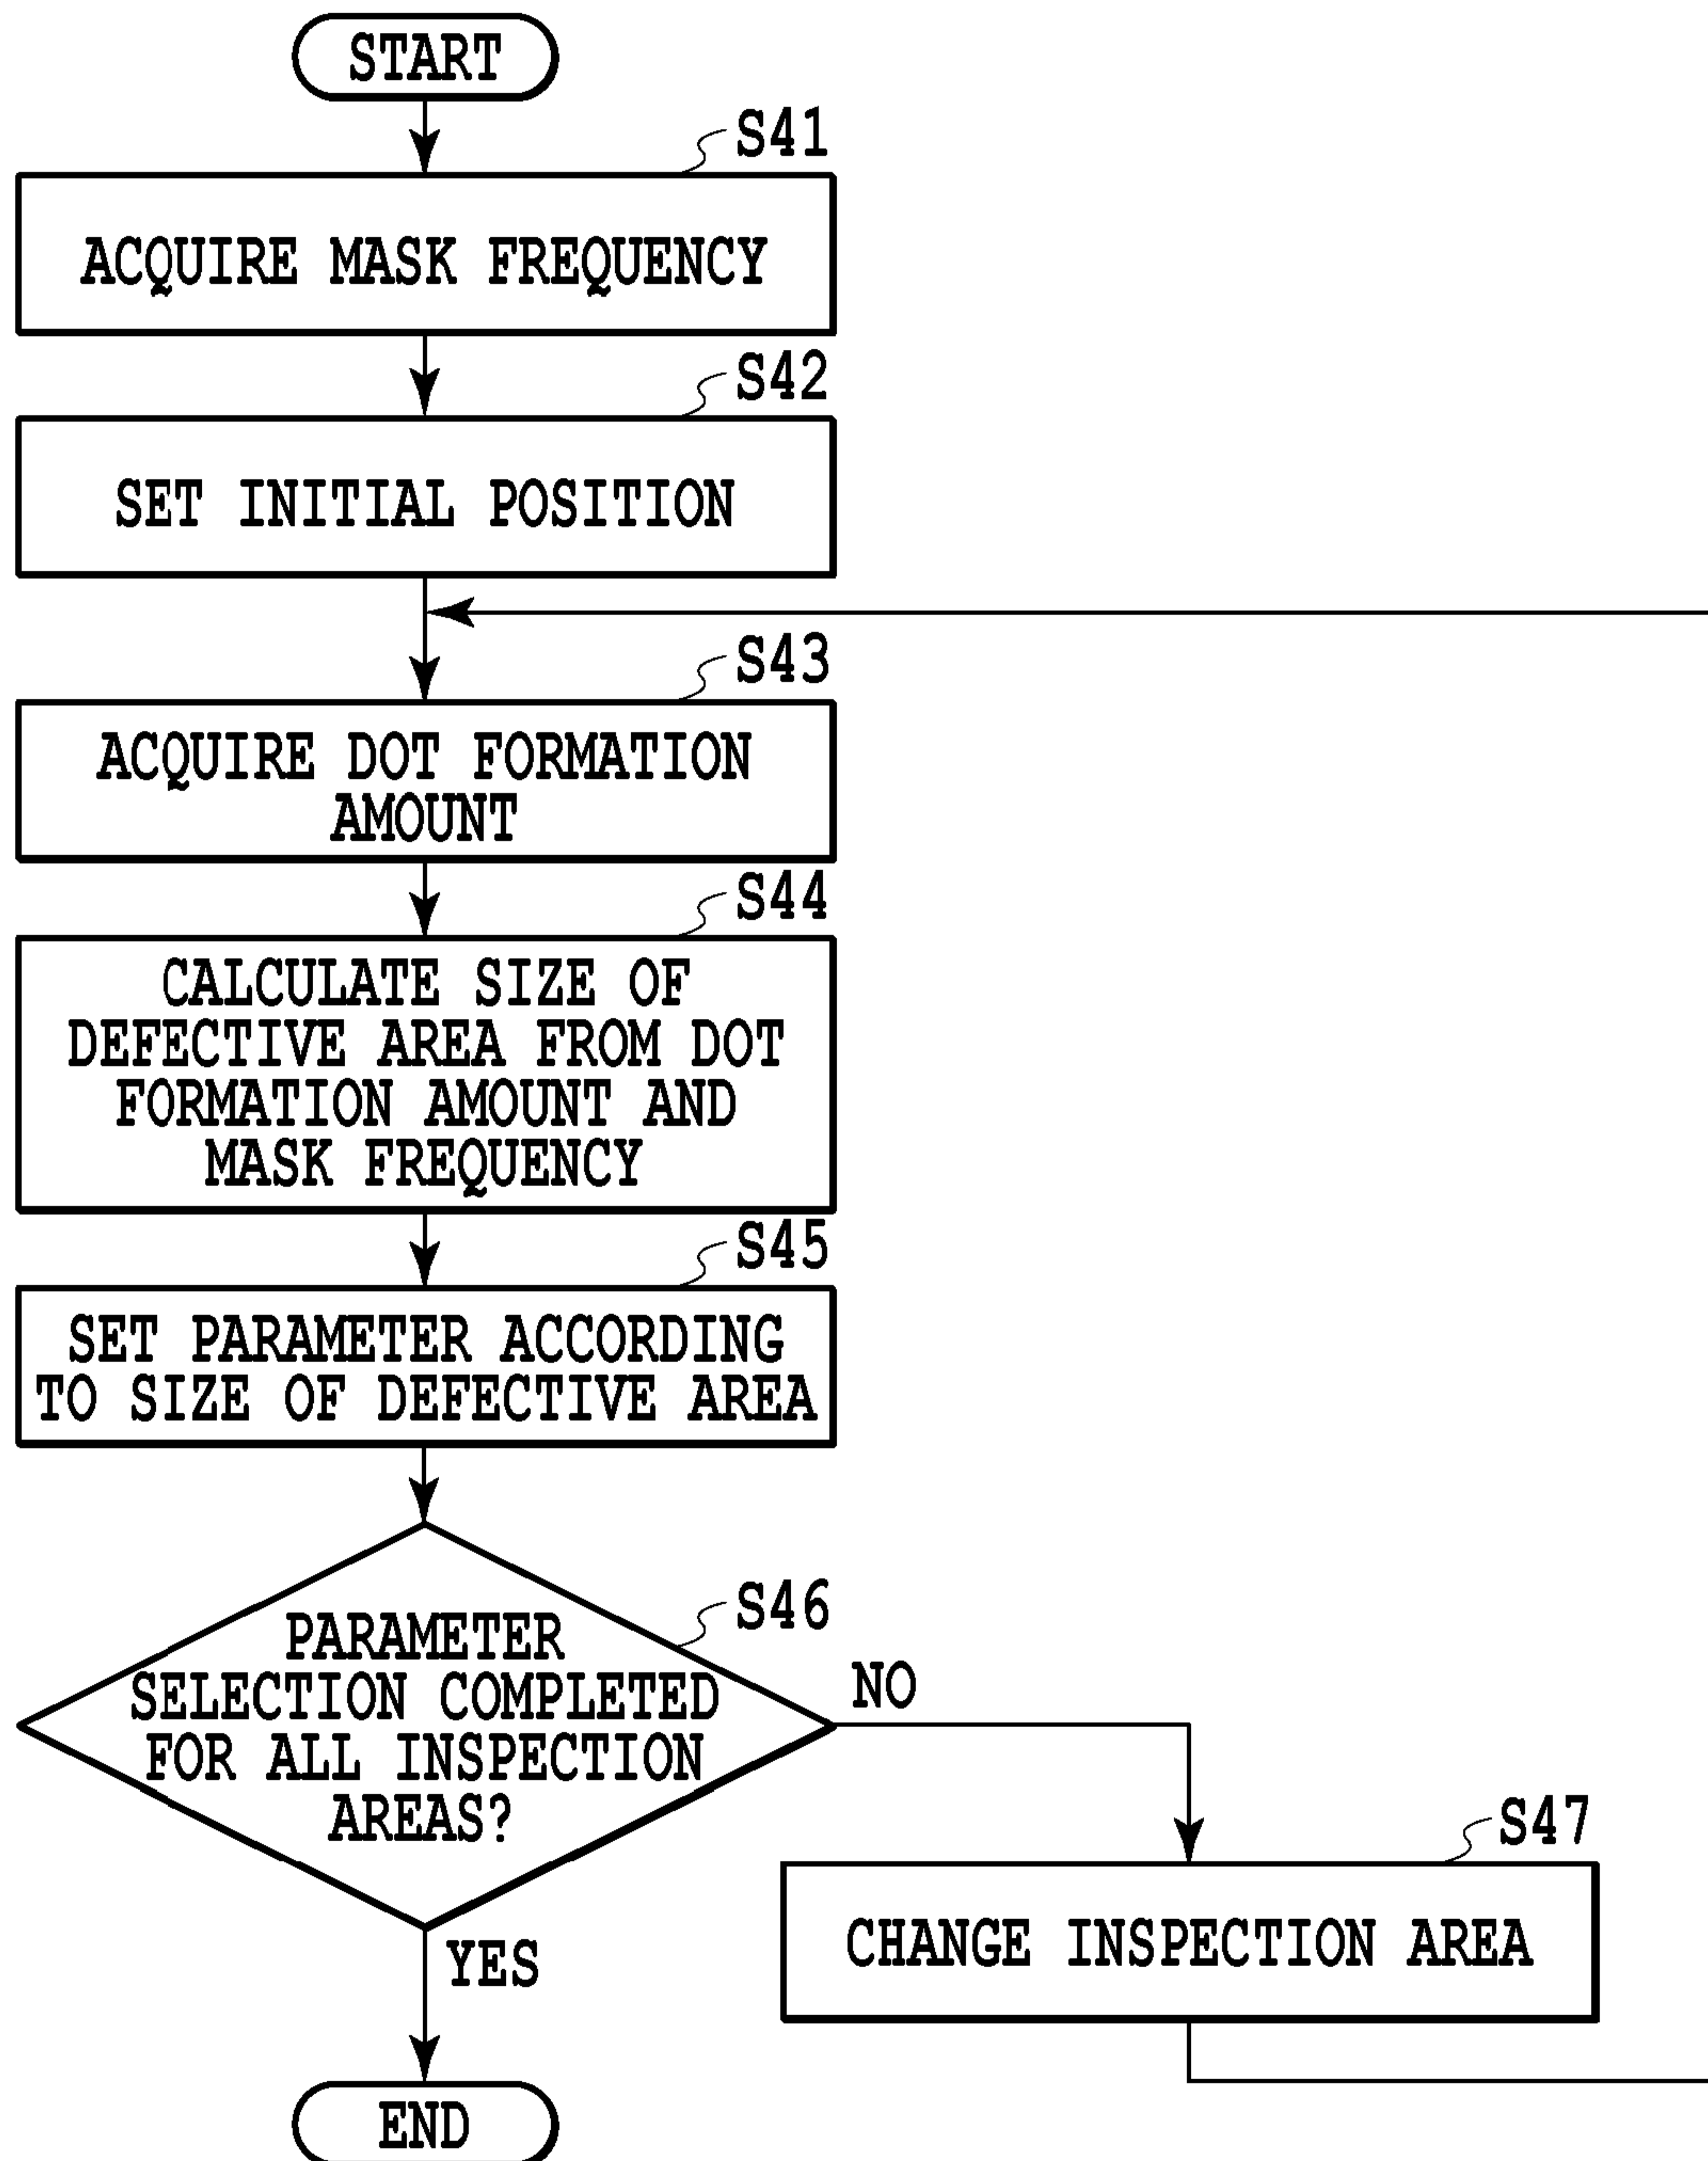 START
S41
ACQUIRE MASK FREQUENCY
S42
SET INITIAL POSITION
S43
ACQUIRE DOT FORMATION
AMOUNT
S44
CALCULATE SIZE OF
DEFECTIVE AREA FROM DOT
FORMATION AMOUNT AND
MASK FREQUENCY
S45
SET PARAMETER ACCORDING
TO SIZE OF DEFECTIVE AREA
S46
PARAMETER
SELECTION COMPLETED
FOR ALL INSPECTION
AREAS?
NO
S47
CHANGE INSPECTION AREA
YES
END